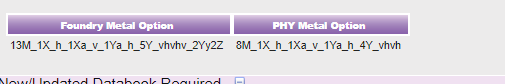 Foundry Metal Option PHY Metal Option
13M_1X_h_1Xa_v_1Ya_h_5Y_vhvhv_2Yy2Z 8M_1X_h_1Xa_v_1Ya_h_4Y_vhvh
New/Updated Databook Required